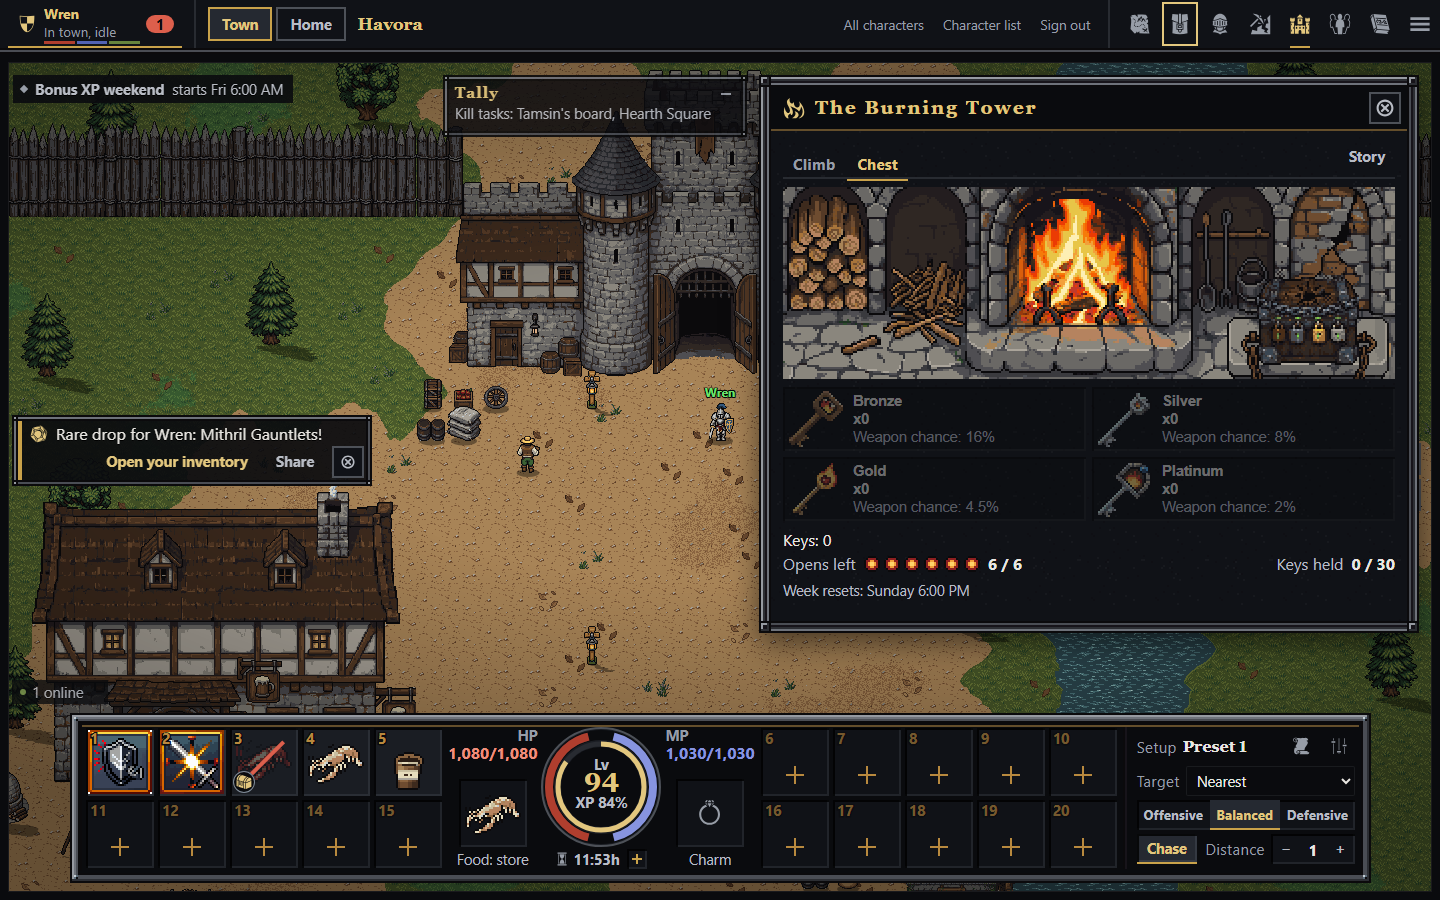 Wren
In town, idle
1
Town
Home
Havora
All characters
Character list
Sign out
Bonus XP weekend starts Fri 6:00 AM
Tally
Kill tasks: Tamsin's board, Hearth Square
The Burning Tower
Climb
Chest
Story
Bronze
x0
Weapon chance: 16%
Silver
x0
Weapon chance: 8%
Gold
x0
Weapon chance: 4.5%
Platinum
x0
Weapon chance: 2%
Keys: 0
Opens left 6 / 6
Keys held 0 / 30
Week resets: Sunday 6:00 PM
Wren
Rare drop for Wren: Mithril Gauntlets!
Open your inventory
Share
1 online
1
2
3
4
5
11
12
13
14
15
HP
1,080/1,080
Food: store
Lv
94
XP 84%
11:53h +
MP
1,030/1,030
Charm
6
7
8
9
10
16
17
18
19
20
Setup Preset 1
Target Nearest
Offensive
Balanced
Defensive
Chase
Distance − 1 +